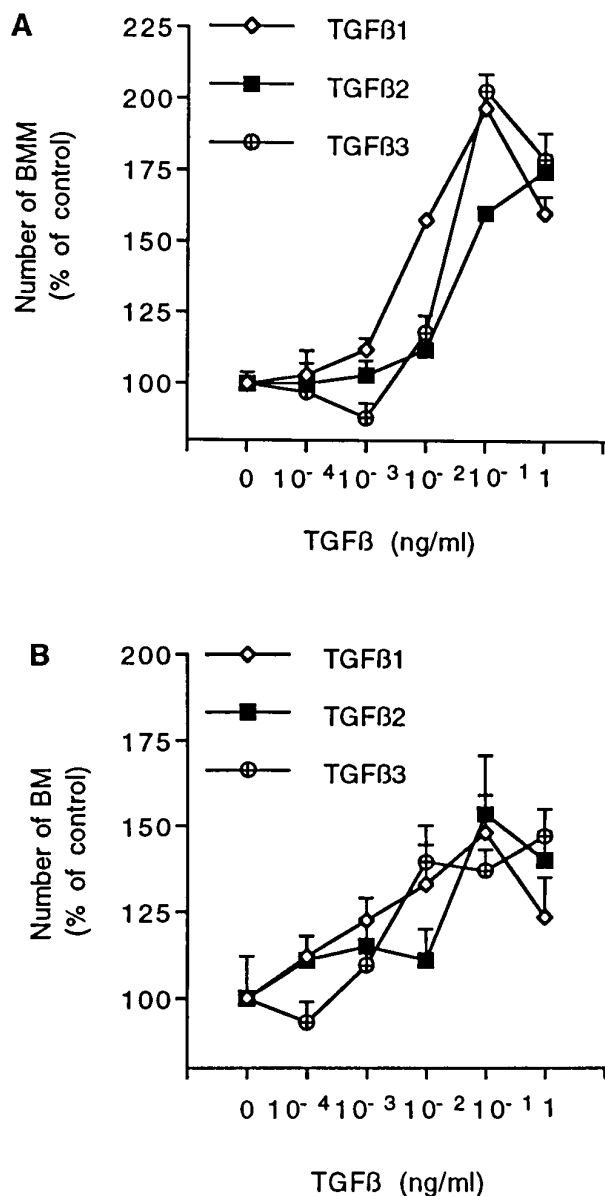 A
225
200
175
150
125
100
Number of BMM
(% of control)
TGFß1
TGFß2
TGFß3
0 10-4 10-3 10-2 10-1 1
TGFß (ng/ml)
B
200
175
150
125
100
Number of BM
(% of control)
TGFß1
TGFß2
TGFß3
0 10-4 10-3 10-2 10-1 1
TGFß (ng/ml)